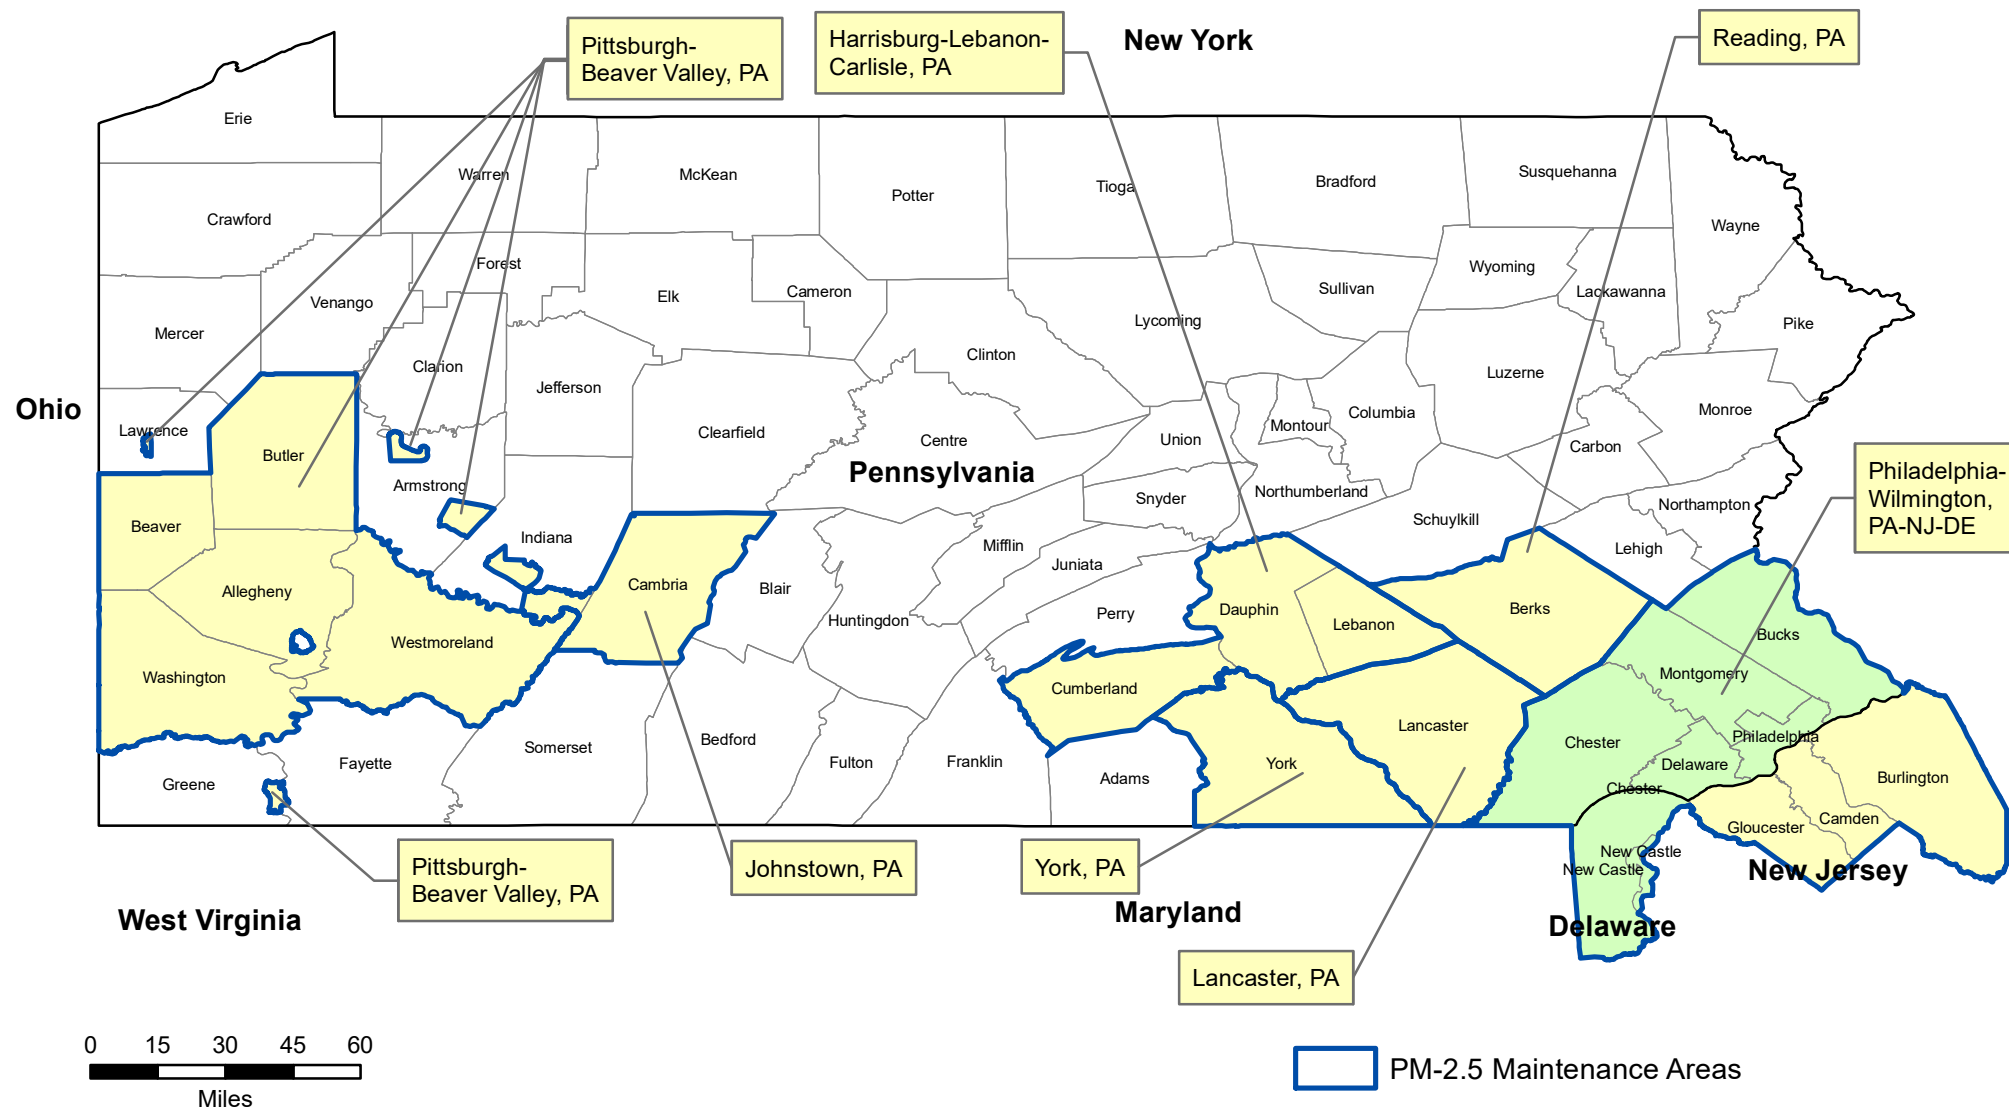 Pittsburgh-
Beaver Valley, PA
Harrisburg-Lebanon-
Carlisle, PA
New York
Reading, PA
Erie
Warren
McKean
Potter
Tioga
Bradford
Susquehanna
Wayne
Crawford
Forest
Elk
Cameron
Sullivan
Wyoming
Lackawanna
Venango
Mercer
Lycoming
Pike
Clarion
Jefferson
Clinton
Luzerne
Ohio
Lawrence
Butler
Clearfield
Centre
Union
Montour
Columbia
Carbon
Monroe
Pennsylvania
Armstrong
Snyder
Northumberland
Northampton
Philadelphia-
Wilmington,
PA-NJ-DE
Beaver
Indiana
Mifflin
Schuylkill
Lehigh
Juniata
Allegheny
Cambria
Blair
Huntingdon
Perry
Dauphin
Lebanon
Berks
Bucks
Westmoreland
Washington
Cumberland
Montgomery
Lancaster
Somerset
Bedford
Fulton
Franklin
Adams
York
Chester
Philadelphia
Delaware
Burlington
Greene
Fayette
Chester
Gloucester
Camden
New Castle
New Castle
New Jersey
Pittsburgh-
Beaver Valley, PA
Johnstown, PA
York, PA
West Virginia
Maryland
Delaware
Lancaster, PA
0 15 30 45 60
Miles
PM-2.5 Maintenance Areas